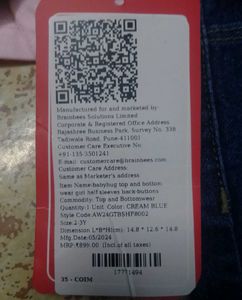 Manufactured for and marketed by
Brainbees Solutions Limited
Corporate & Registered Office Address
Rajashree Business Park, Survey No. 338
Tadiwala Road, Pune-411001
Customer Care Executive No
+91-135-3501241
E-mail: customercare@brainbees.com
Customer Care Address:
Same as Marketer's address
Item Name:babyhug top and bottom
wear gurl half sleeves back buttons
Commodity: Top and Bottomwear
Quantity:1 Unit. Color: CREAM BLUE
Style Code:AW24GTBSHF8002
Size:2-3Y
Dimension L*B*H(cm): 14.8 * 12.6 * 14.8
Mfg.Date:05/2024
MRP:₹899.00 (Incl.of all taxes)
35 - COIM
17771494